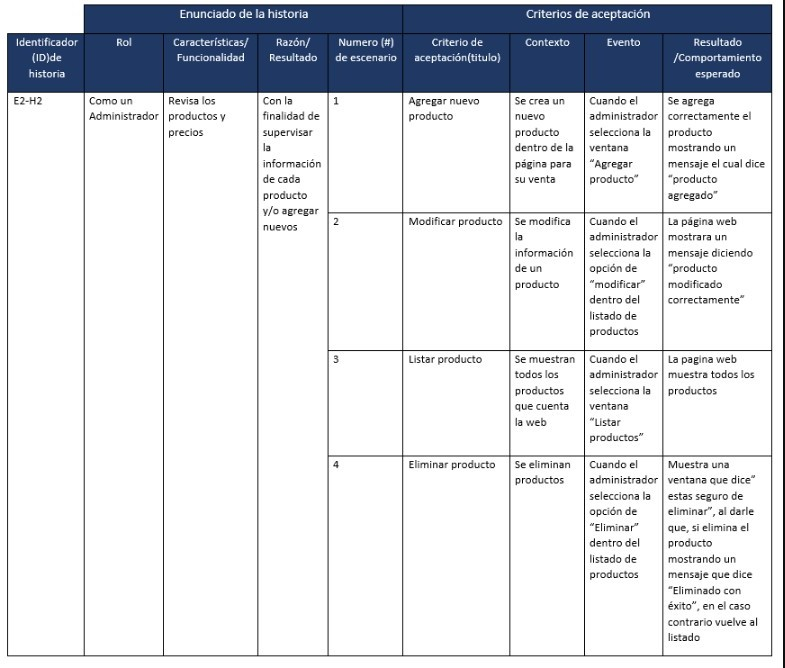 Enunciado de la historia
Criterios de aceptación
Identificador
(ID)de
historia
Rol
Características/
Funcionalidad
Razón/
Resultado
Numero (#)
de escenario
Criterio de
aceptación(titulo)
Contexto
Evento
Resultado
/Comportamiento
esperado
E2-H2
Como un
Administrador
Revisa los
productos y
precios
Con la
finalidad de
supervisar
la
información
de cada
producto
y/o agregar
nuevos
1
Agregar nuevo
producto
Se crea un
nuevo
producto
dentro de la
página para
su venta
Cuando el
administrador
selecciona la
ventana
“Agregar
producto”
Se agrega
correctamente el
producto
mostrando un
mensaje el cual dice
“producto
agregado”
2
Modificar producto
Se modifica
la
información
de un
producto
Cuando el
administrador
selecciona la
opción de
“modificar”
dentro del
listado de
productos
La página web
mostrara un
mensaje diciendo
“producto
modificado
correctamente”
3
Listar producto
Se muestran
todos los
productos
que cuenta
la web
Cuando el
administrador
selecciona la
ventana
“Listar
productos”
La pagina web
muestra todos los
productos
4
Eliminar producto
Se eliminan
productos
Cuando el
administrador
selecciona la
opción de
“Eliminar”
dentro del
listado de
productos
Muestra una
ventana que dice”
estas seguro de
eliminar”, al darle
que, si elimina el
producto
mostrando un
mensaje que dice
“Eliminado con
éxito”, en el caso
contrario vuelve al
listado